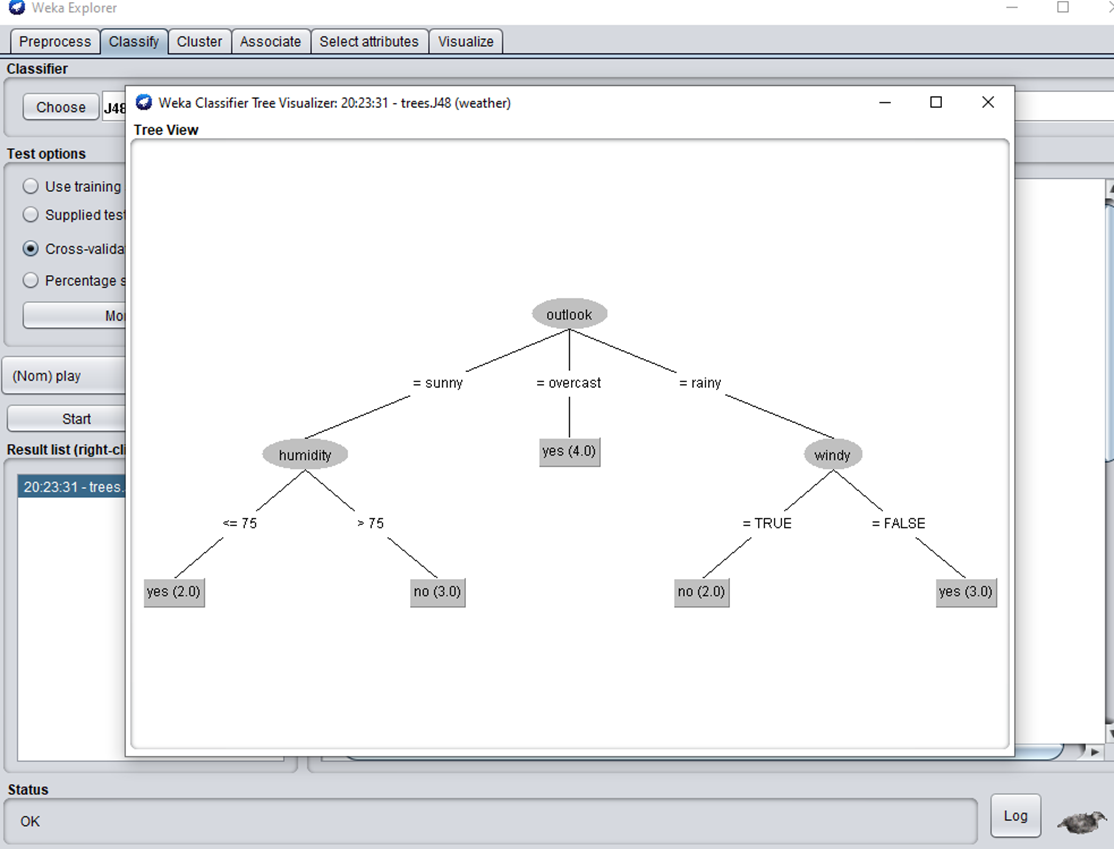 Weka Explorer
Preprocess Classify Cluster Associate Select attributes Visualize
Classifier
Choose J48
Weka Classifier Tree Visualizer: 20:23:31 - trees.J48 (weather)
Tree View
Test options
Use training
Supplied test
Cross-valida
Percentage s
Mor
(Nom) play
Start
Result list (right-cli
20:23:31 - trees.
outlook
= sunny = overcast = rainy
humidity yes (4.0) windy
<= 75 > 75 = TRUE = FALSE
yes (2.0) no (3.0) no (2.0) yes (3.0)
Status
OK
Log